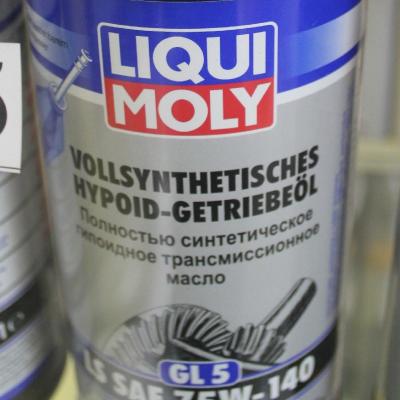 LIQUI
MOLY
VOLLSYNTHETISCHES
HYPOID-GETRIEBEÖL
Полностью синтетическое
гипоидное трансмиссионное
масло
GL 5
LS SAE 75W-140